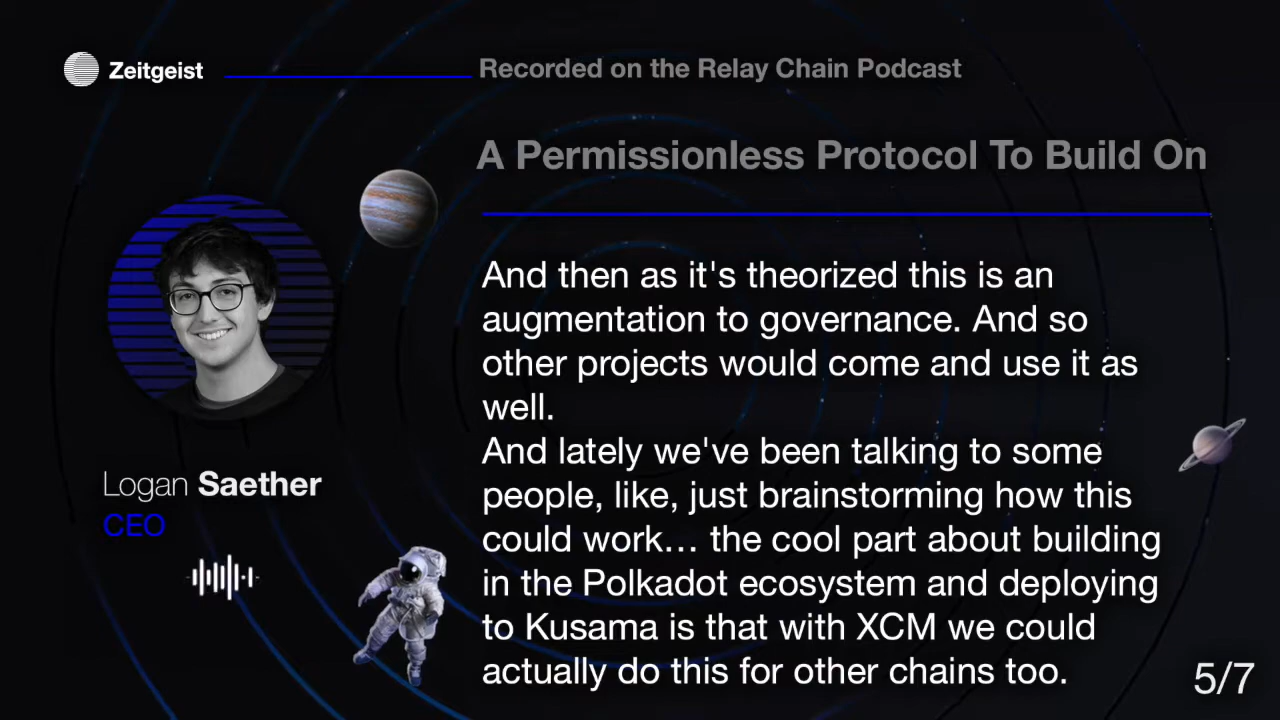 Zeitgeist
Recorded on the Relay Chain Podcast
A Permissionless Protocol To Build On
And then as it's theorized this is an
augmentation to governance. And so
other projects would come and use it as
well.
And lately we've been talking to some
people, like, just brainstorming how this
could work... the cool part about building
in the Polkadot ecosystem and deploying
to Kusama is that with XCM we could
actually do this for other chains too.
Logan Saether
CEO
5/7